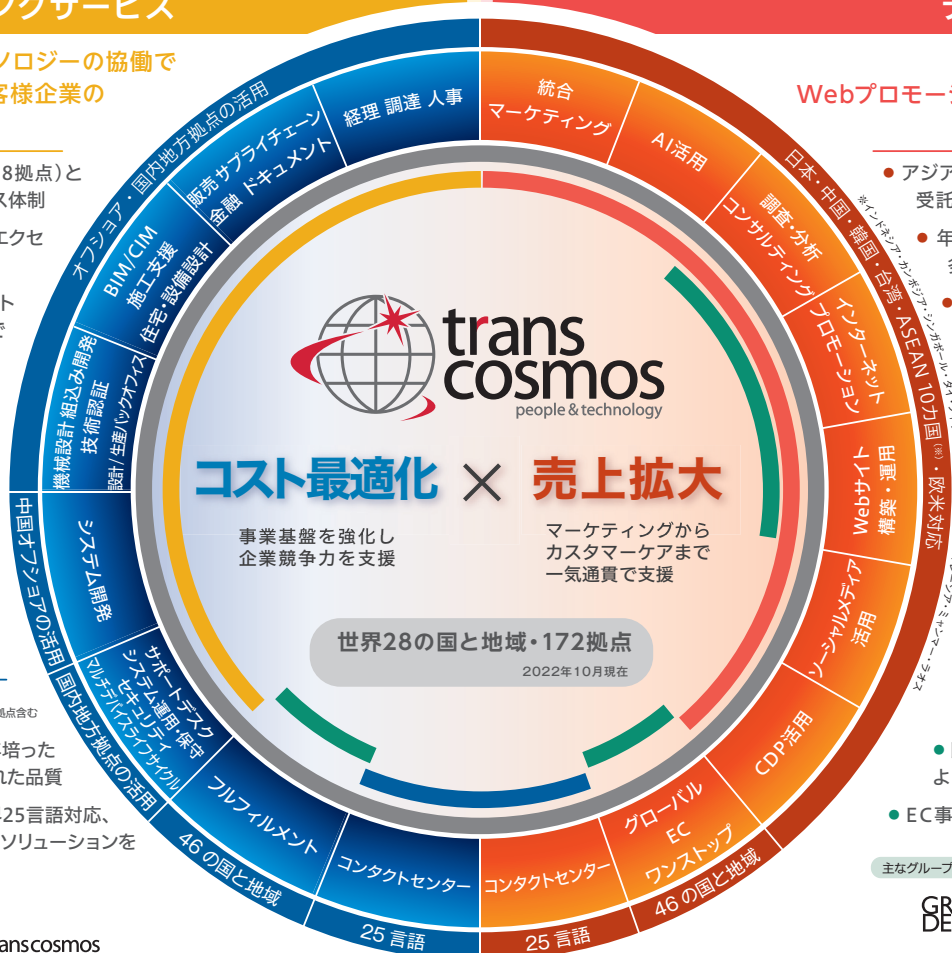 ングサービス
ノロジーの協働で
客様企業の
8拠点）と
ス体制
エクセ
ト
拠点含む
培った
れた品質
25言語対応、
ソリューションを
transcosmos
Webプロモー
アジア
受託
年
よ
EC事
主なグループ
GR
DE
オフショア・国内地方拠点の活用
中国オフショアの活用
国内地方拠点の活用
46の国と地域
25言語
経理 調達 人事
販売 サプライチェーン
金融 ドキュメント
BIM/CIM
施工支援
住宅・設備設計
機械設計 組込み開発
技術認証
設計/生産バックオフィス
システム開発
サポートデスク
システム運用・保守
セキュリティ
マルチデバイスライフサイクル
フルフィルメント
コンタクトセンター
統合
マーケティング
AI活用
調査・分析
コンサルティング
インターネット
プロモーション
Webサイト
構築・運用
ソーシャルメディア
活用
CDP活用
グローバル
EC
ワンストップ
コンタクトセンター
日本・中国・韓国・台湾・ASEAN 10カ国（※）・欧米対応
46の国と地域
25言語
trans
cosmos
people & technology
コスト最適化 × 売上拡大
事業基盤を強化し
企業競争力を支援
マーケティングから
カスタマーケアまで
一気通貫で支援
世界28の国と地域・172拠点
2022年10月現在